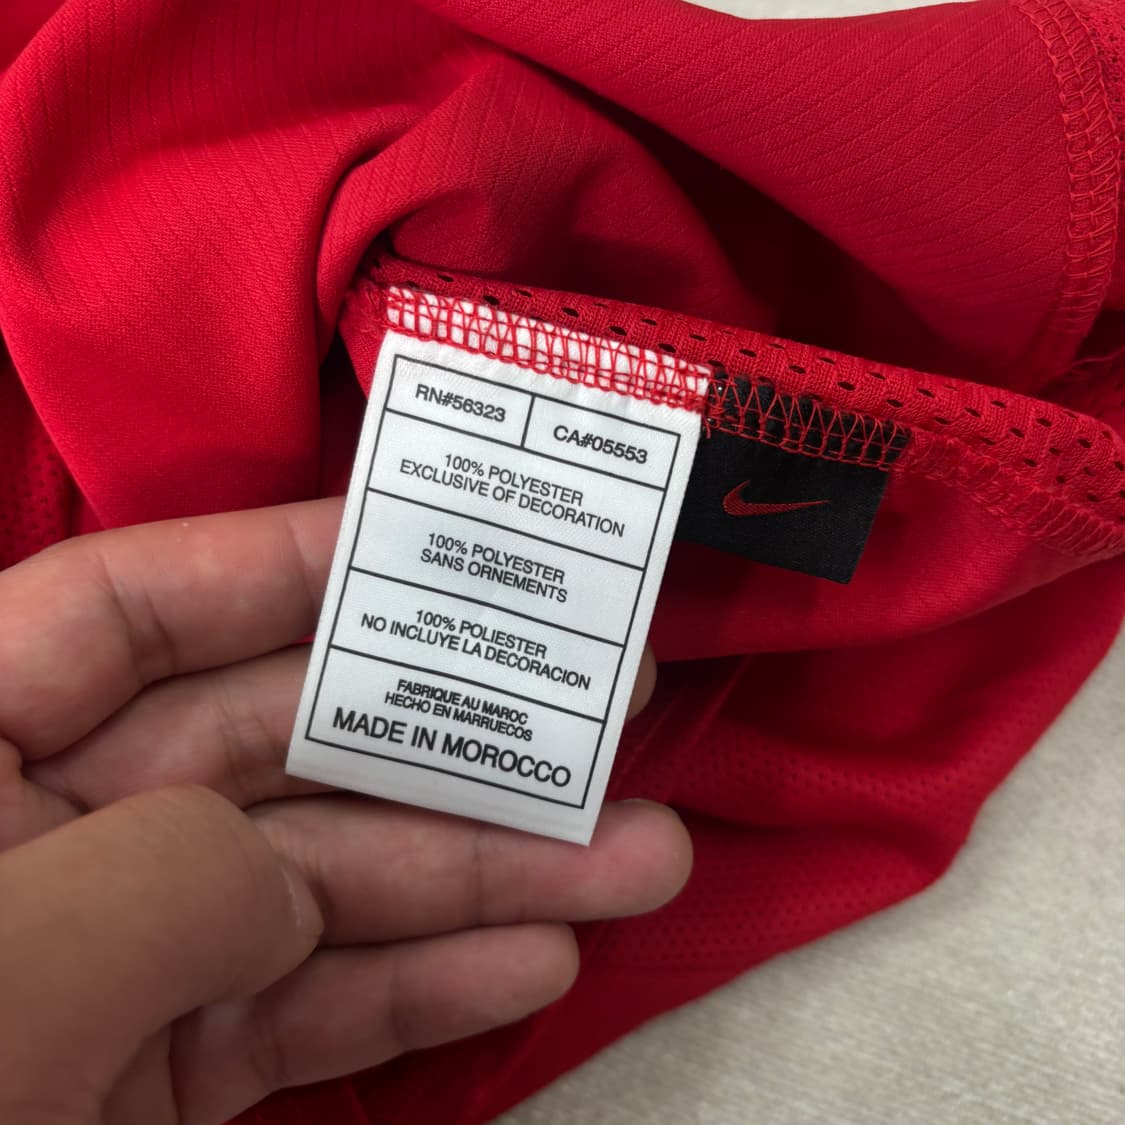 RN#56323
CA#05553
100% POLYESTER
EXCLUSIVE OF DECORATION
100% POLYESTER
SANS ORNEMENTS
100% POLIESTER
NO INCLUYE LA DECORACION
FABRIQUE AU MAROC
HECHO EN MARRUECOS
MADE IN MOROCCO